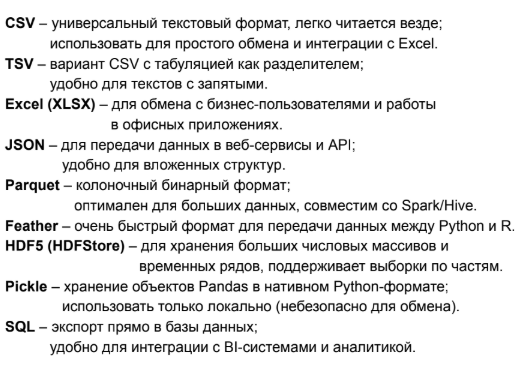 CSV – универсальный текстовый формат, легко читается везде;
использовать для простого обмена и интеграции с Excel.
TSV – вариант CSV с табуляцией как разделителем;
удобно для текстов с запятыми.
Excel (XLSX) – для обмена с бизнес-пользователями и работы
в офисных приложениях.
JSON – для передачи данных в веб-сервисы и API;
удобно для вложенных структур.
Parquet – колоночный бинарный формат;
оптимален для больших данных, совместим со Spark/Hive.
Feather – очень быстрый формат для передачи данных между Python и R.
HDF5 (HDFStore) – для хранения больших числовых массивов и
временных рядов, поддерживает выборки по частям.
Pickle – хранение объектов Pandas в нативном Python-формате;
использовать только локально (небезопасно для обмена).
SQL – экспорт прямо в базы данных;
удобно для интеграции с BI-системами и аналитикой.